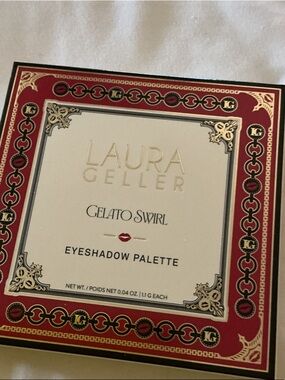 LAURA
GELLER
GELATO SWIRL
EYESHADOW PALETTE
NET WT. / POIDS NET 0.04 OZ. | 1.1 G EACH